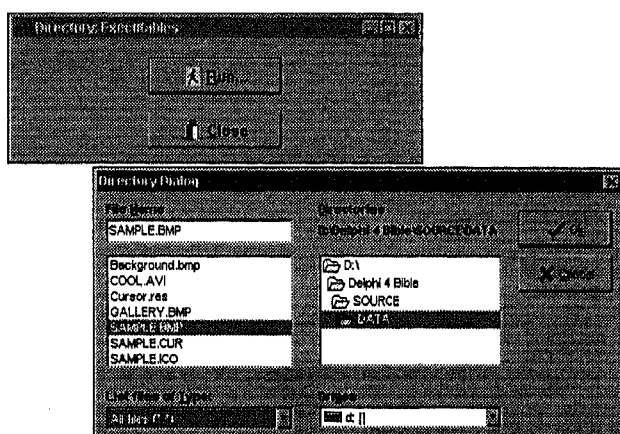 Directory Executables
Run...
Close
Directory Dialog
File Name
SAMPLE.BMP
Background.bmp
COOL.AVI
Cursor.res
GALLERY.BMP
SAMPLE.BMP
SAMPLE.CUR
SAMPLE.ICO
List Files of Type:
All files (*.*)
Directories
D:\Delphi 4 Bible\SOURCE\DATA
D:\
Delphi 4 Bible
SOURCE
DATA
Drives
d: []